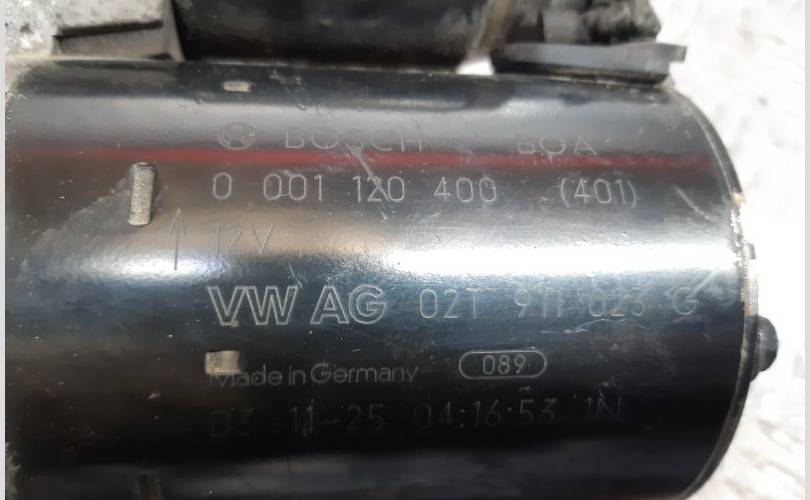 BOSCH BOA
0 001 120 400 (401)
12V
VW AG 02T 911 023 G
Made in Germany 089
03-11-25 04:16:53 1N